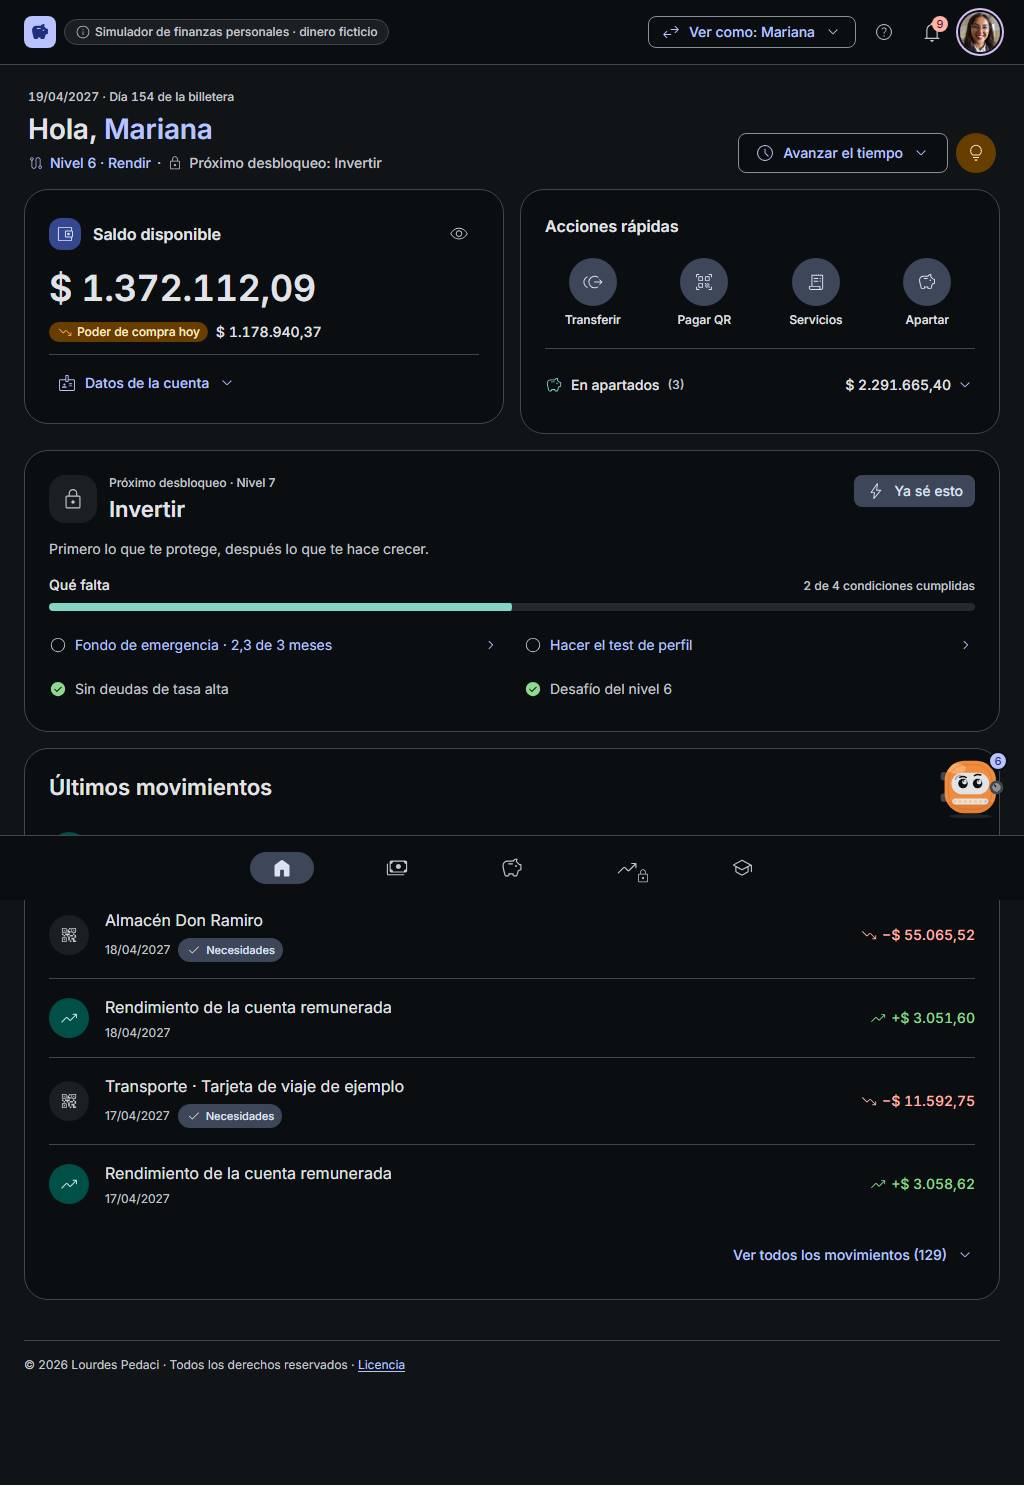 Simulador de finanzas personales · dinero ficticio
Ver como: Mariana
9
19/04/2027 · Día 154 de la billetera
Hola, Mariana
Nivel 6 · Rendir · Próximo desbloqueo: Invertir
Avanzar el tiempo
Saldo disponible
$ 1.372.112,09
Poder de compra hoy $ 1.178.940,37
Datos de la cuenta
Acciones rápidas
Transferir
Pagar QR
Servicios
Apartar
En apartados (3)
$ 2.291.665,40
Próximo desbloqueo · Nivel 7
Invertir
Ya sé esto
Primero lo que te protege, después lo que te hace crecer.
Qué falta
2 de 4 condiciones cumplidas
Fondo de emergencia · 2,3 de 3 meses
Hacer el test de perfil
Sin deudas de tasa alta
Desafío del nivel 6
Últimos movimientos
6
Almacén Don Ramiro
18/04/2027 Necesidades
−$ 55.065,52
Rendimiento de la cuenta remunerada
18/04/2027
+$ 3.051,60
Transporte · Tarjeta de viaje de ejemplo
17/04/2027 Necesidades
−$ 11.592,75
Rendimiento de la cuenta remunerada
17/04/2027
+$ 3.058,62
Ver todos los movimientos (129)
© 2026 Lourdes Pedaci · Todos los derechos reservados · Licencia